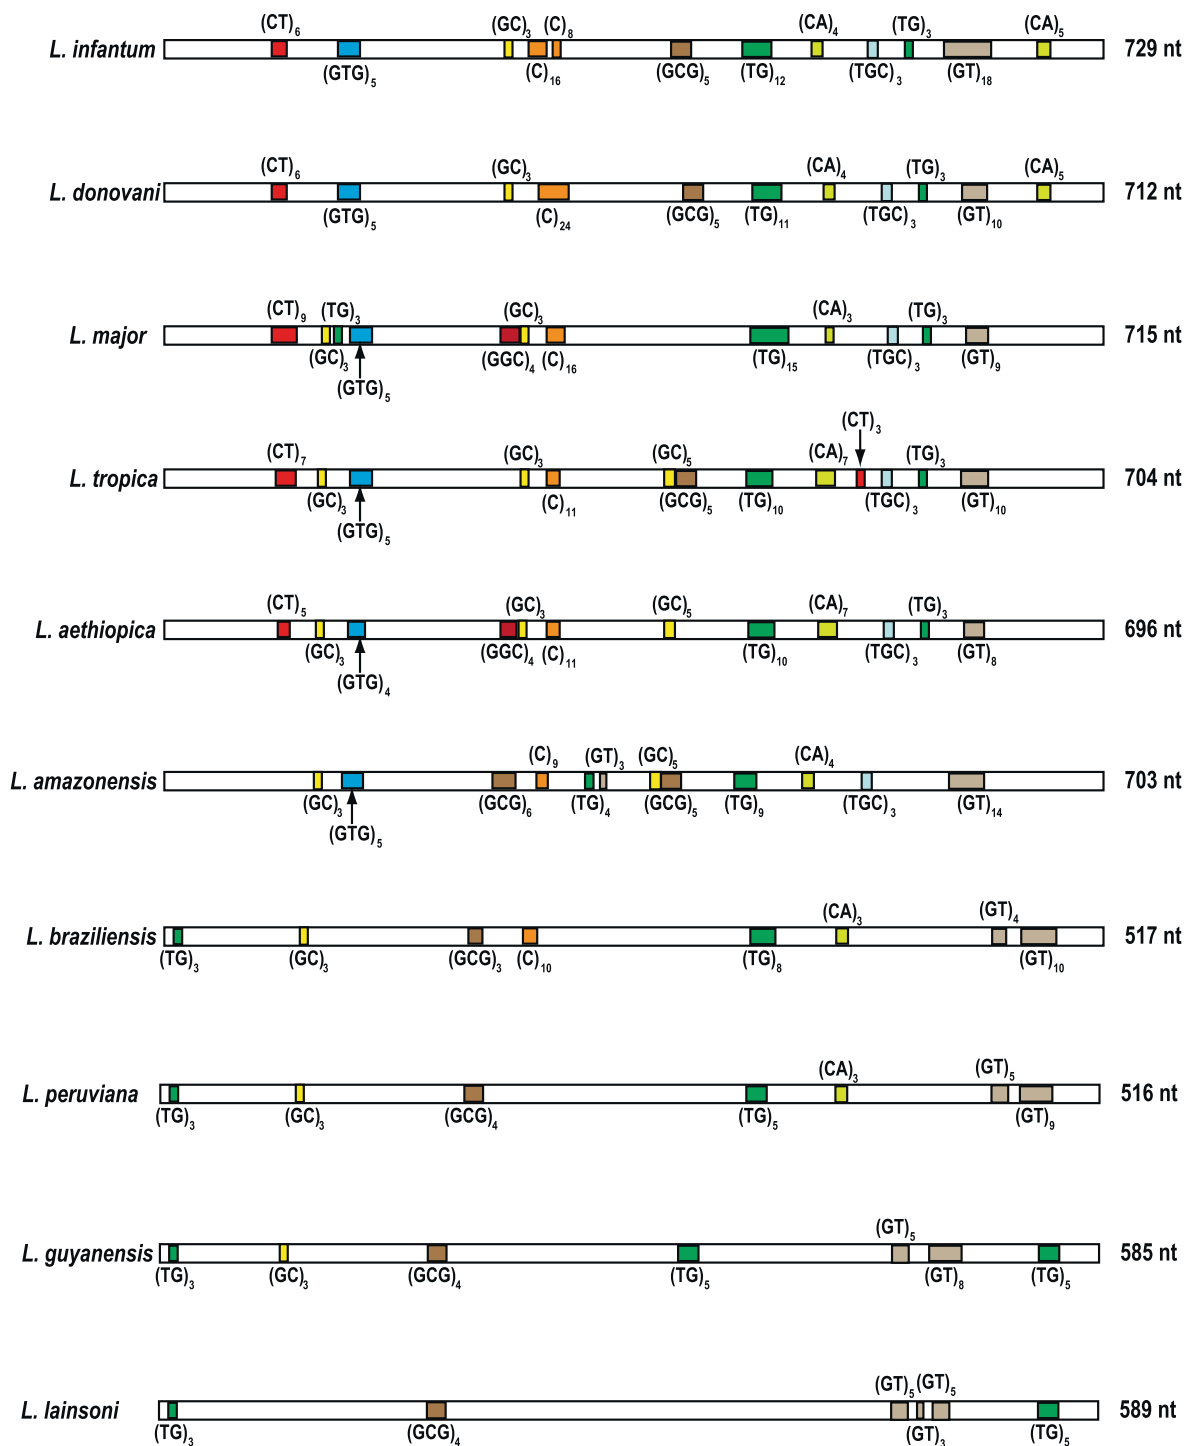 (CT)6 (GC)3 (C)8 (CA)4 (TG)3 (CA)5
L. infantum 729 nt
(GTG)5 (C)16 (GCG)5 (TG)12 (TGC)3 (GT)18
(CT)6 (GC)3 (CA)4 (TG)3 (CA)5
L. donovani 712 nt
(GTG)5 (C)24 (GCG)5 (TG)11 (TGC)3 (GT)10
(CT)9 (TG)3 (GC)3 (CA)3 (TG)3
L. major 715 nt
(GC)3 (GGC)4 (C)16 (TG)15 (TGC)3 (GT)9
(GTG)5
(CT)3
(CT)7 (GC)3 (GC)5 (CA)7 (TG)3
L. tropica 704 nt
(GC)3 (C)11 (GCG)5 (TG)10 (TGC)3 (GT)10
(GTG)5
(CT)5 (GC)3 (GC)5 (CA)7 (TG)3
L. aethiopica 696 nt
(GC)3 (GGC)4 (C)11 (TG)10 (TGC)3 (GT)8
(GTG)4
(C)9 (GT)3 (GC)5 (CA)4
L. amazonensis 703 nt
(GC)3 (GCG)6 (TG)4 (GCG)5 (TG)9 (TGC)3 (GT)14
(GTG)5
(CA)3 (GT)4
L. braziliensis 517 nt
(TG)3 (GC)3 (GCG)3 (C)10 (TG)8 (GT)10
(CA)3 (GT)5
L. peruviana 516 nt
(TG)3 (GC)3 (GCG)4 (TG)5 (GT)9
(GT)5
L. guyanensis 585 nt
(TG)3 (GC)3 (GCG)4 (TG)5 (GT)8 (TG)5
(GT)5 (GT)5
L. lainsoni 589 nt
(TG)3 (GCG)4 (GT)3 (TG)5